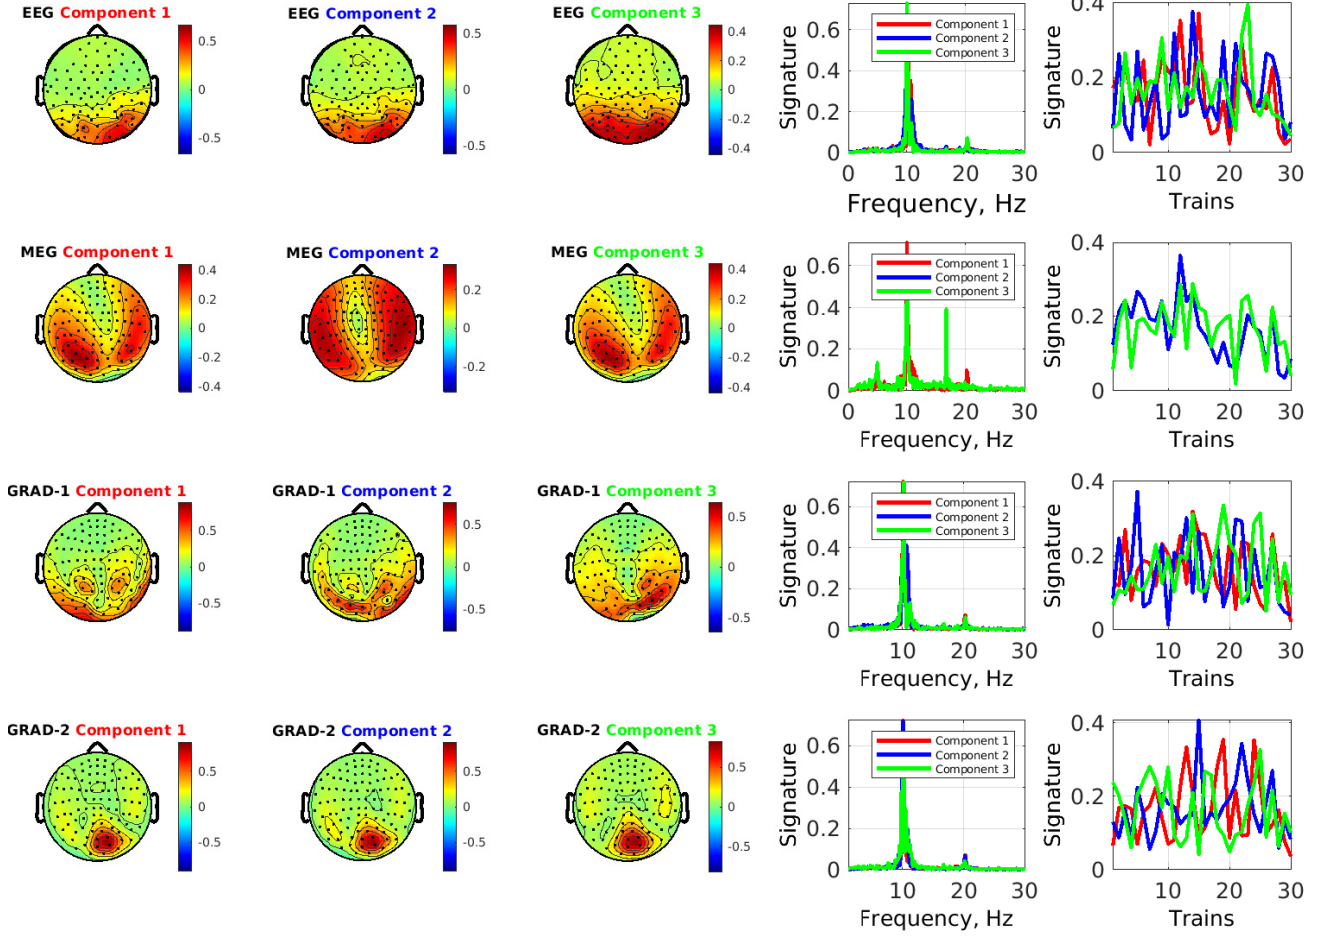 EEG Component 1
EEG Component 2
EEG Component 3
0.5
0
-0.5
0.5
0
-0.5
0.4
0.2
0
-0.2
-0.4
Signature
0.6
0.4
0.2
0
0 10 20 30
Frequency, Hz
Component 1
Component 2
Component 3
0.4
0.2
0
10 20 30
Trains
MEG Component 1
MEG Component 2
MEG Component 3
0.4
0.2
0
-0.2
-0.4
0.2
0
-0.2
0.4
0.2
0
-0.2
-0.4
Signature
0.6
0.4
0.2
0
0 10 20 30
Frequency, Hz
Component 1
Component 2
Component 3
0.4
0.2
0
10 20 30
Trains
GRAD-1 Component 1
GRAD-1 Component 2
GRAD-1 Component 3
0.5
0
-0.5
0.5
0
-0.5
0.5
0
-0.5
Signature
0.6
0.4
0.2
0
10 20 30
Frequency, Hz
Component 1
Component 2
Component 3
0.4
0.2
0
10 20 30
Trains
GRAD-2 Component 1
GRAD-2 Component 2
GRAD-2 Component 3
0.5
0
-0.5
0.5
0
-0.5
0.5
0
-0.5
Signature
0.6
0.4
0.2
0
10 20 30
Frequency, Hz
Component 1
Component 2
Component 3
0.4
0.2
0
10 20 30
Trains